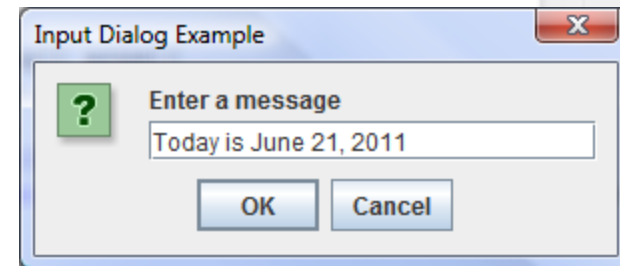 Input Dialog Example
X
?
Enter a message
Today is June 21, 2011
OK Cancel